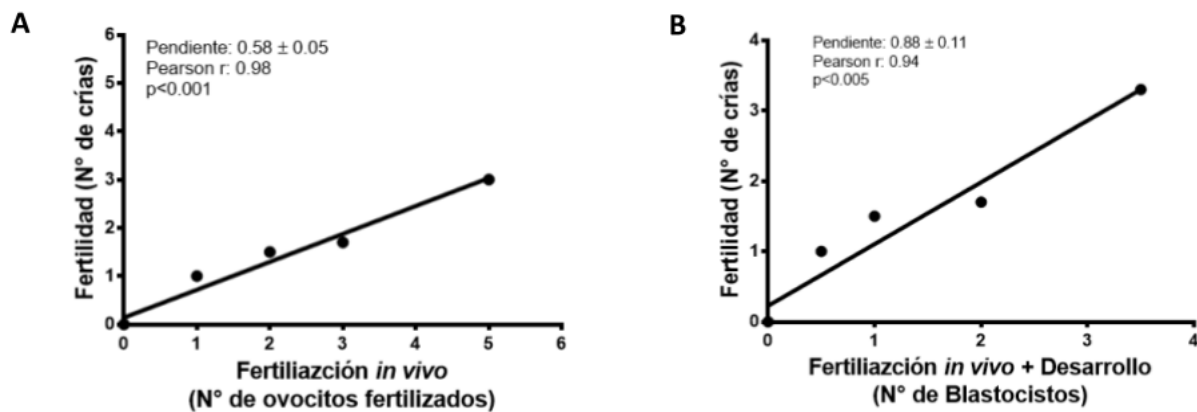 A
Pendiente: 0.58 ± 0.05
Pearson r: 0.98
p<0.001
Fertilidad (N° de crías)
6
5
4
3
2
1
0
0 1 2 3 4 5 6
Fertiliazción in vivo
(N° de ovocitos fertilizados)
B
Pendiente: 0.88 ± 0.11
Pearson r: 0.94
p<0.005
Fertilidad (N° de crías)
4
3
2
1
0
0 1 2 3 4
Fertiliazción in vivo + Desarrollo
(N° de Blastocistos)